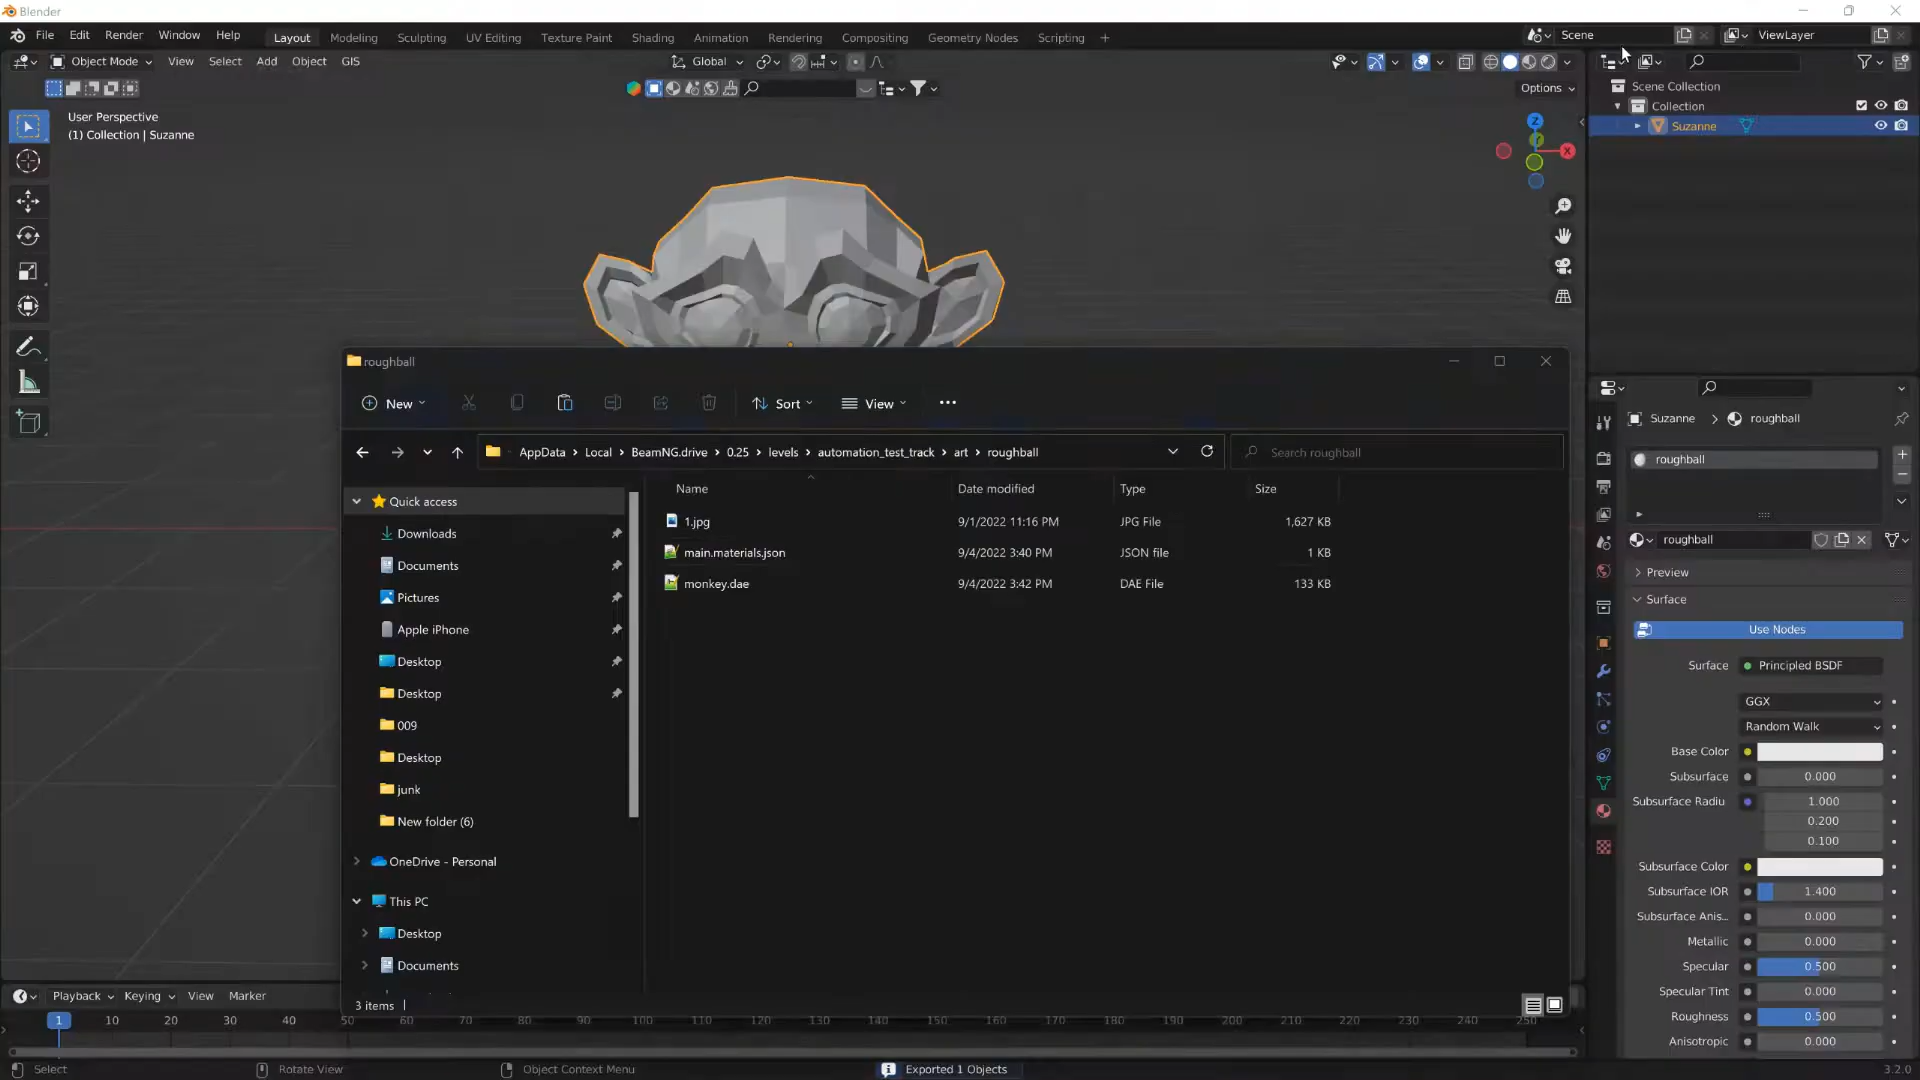 Blender
File Edit Render Window Help Layout Modeling Sculpting UV Editing Texture Paint Shading Animation Rendering Compositing Geometry Nodes Scripting + Scene ViewLayer
Object Mode View Select Add Object GIS Global
Options
User Perspective
(1) Collection | Suzanne
Z
X
Scene Collection
Collection
Suzanne
roughball
New Sort View ...
AppData > Local > BeamNG.drive > 0.25 > levels > automation_test_track > art > roughball
Search roughball
Name Date modified Type Size
1.jpg 9/1/2022 11:16 PM JPG File 1,627 KB
main.materials.json 9/4/2022 3:40 PM JSON file 1 KB
monkey.dae 9/4/2022 3:42 PM DAE File 133 KB
Quick access
Downloads
Documents
Pictures
Apple iPhone
Desktop
Desktop
009
Desktop
junk
New folder (6)
OneDrive - Personal
This PC
Desktop
Documents
3 items
Suzanne > roughball
roughball
roughball
Preview
Surface
Use Nodes
Surface Principled BSDF
GGX
Random Walk
Base Color
Subsurface 0.000
Subsurface Radiu 1.000
0.200
0.100
Subsurface Color
Subsurface IOR 1.400
Subsurface Anis... 0.000
Metallic 0.000
Specular 0.500
Specular Tint 0.000
Roughness 0.500
Anisotropic 0.000
Playback Keying View Marker
1 10 20 30 40 50 60 70 80 90 100 110 120 130 140 150 160 170 180 190 200 210 220 230 240 250
Select Rotate View Object Context Menu Exported 1 Objects 3.2.0